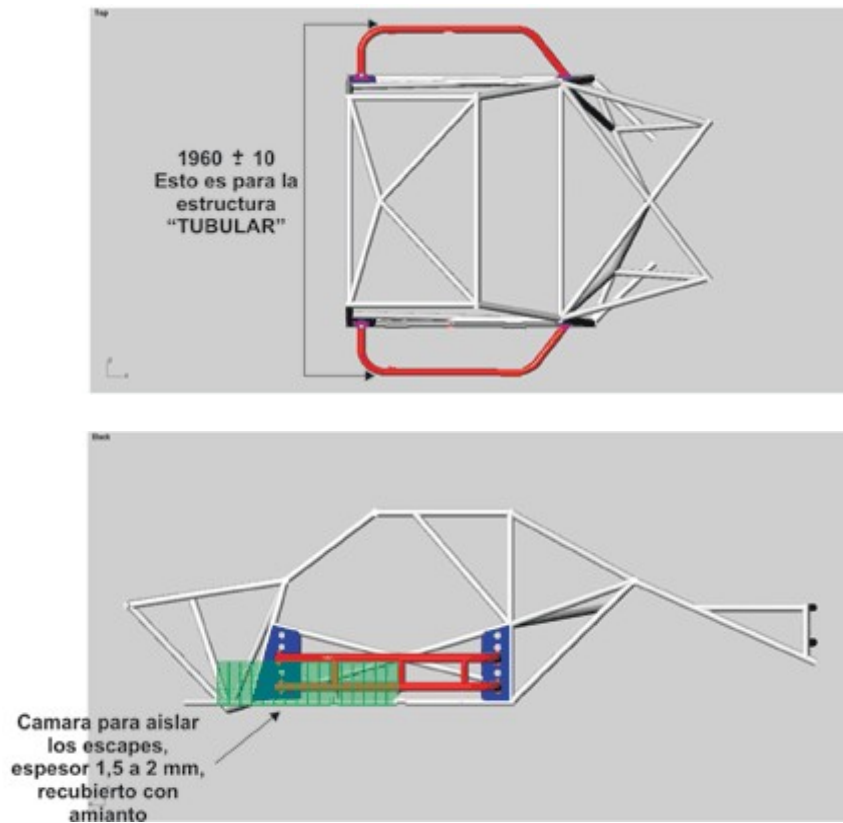 Top
1960 ± 10
Esto es para la
estructura
“TUBULAR”
Camara para aislar
los escapes,
espesor 1,5 a 2 mm,
recubierto con
amianto